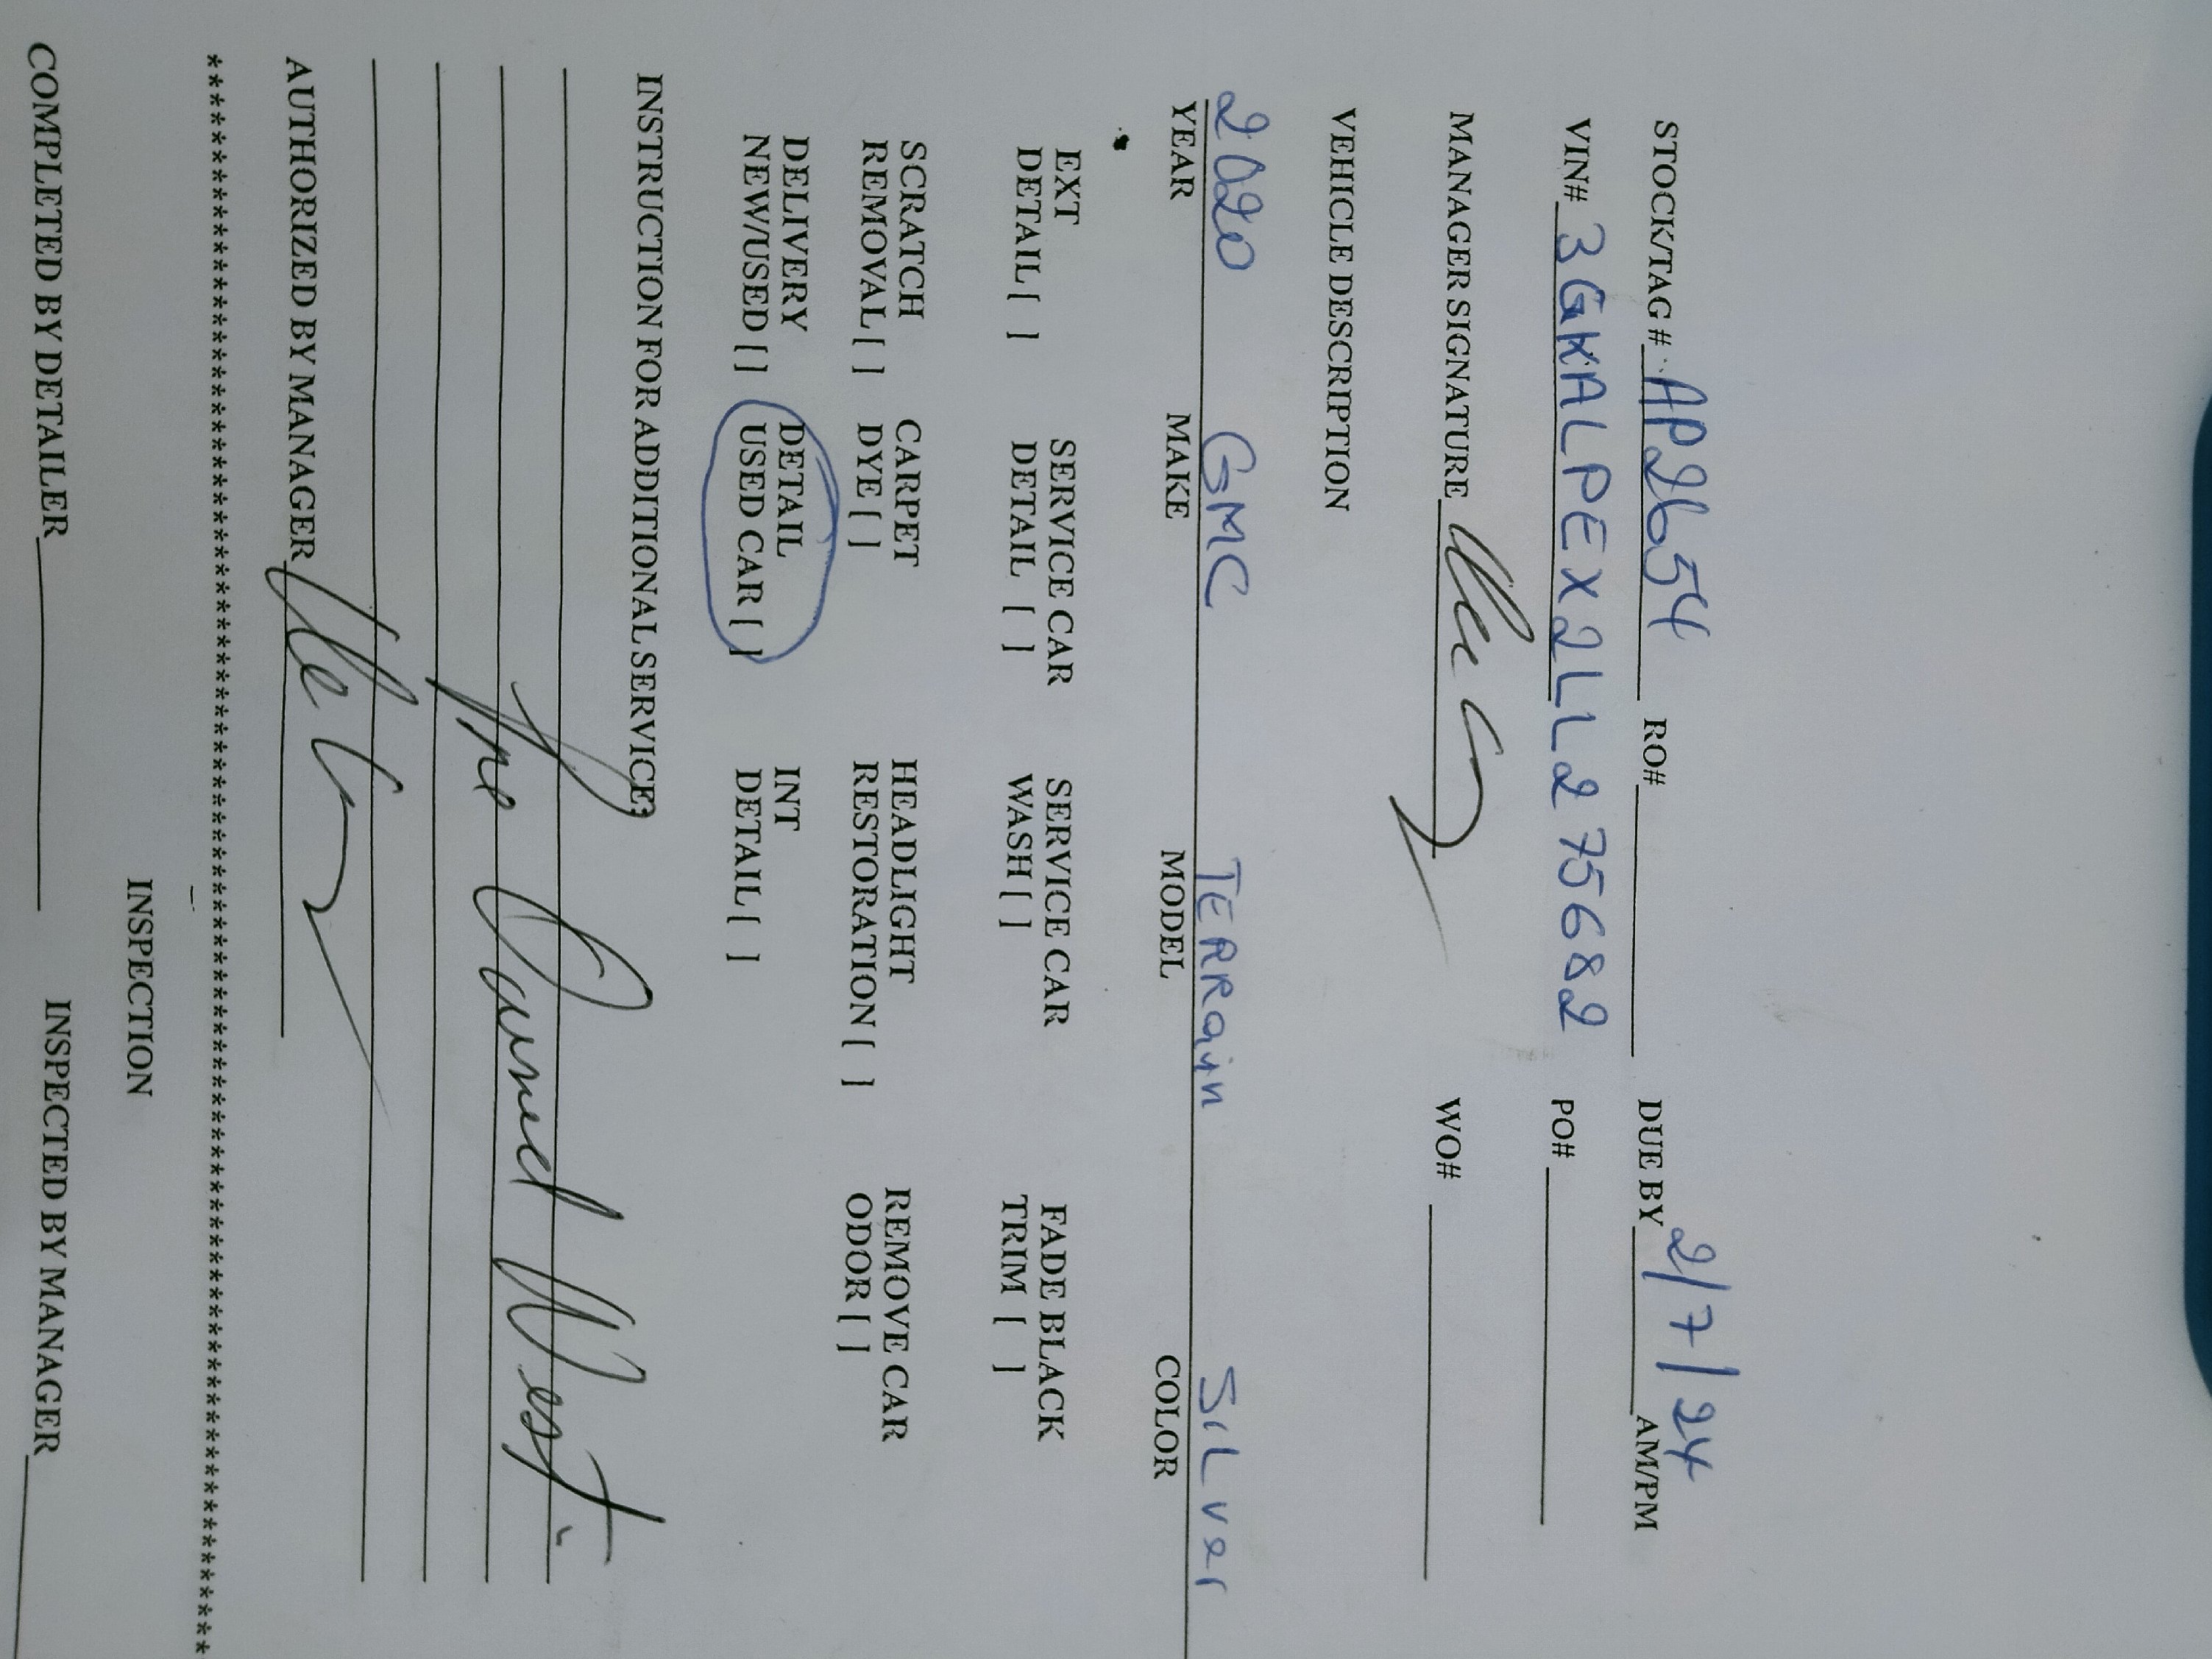 STOCK/TAG # AP2654 RO# DUE BY 2/7/24 AM/PM
VIN# 3GKALPEX2LL275682 PO#
MANAGER SIGNATURE WO#
VEHICLE DESCRIPTION
2020 GMC TERRain SiLver
YEAR MAKE MODEL COLOR
EXT SERVICE CAR SERVICE CAR FADE BLACK
DETAIL [ ] DETAIL [ ] WASH [ ] TRIM [ ]
SCRATCH CARPET HEADLIGHT REMOVE CAR
REMOVAL [ ] DYE [ ] RESTORATION [ ] ODOR [ ]
DELIVERY DETAIL INT
NEW/USED [ ] USED CAR [ ] DETAIL [ ]
INSTRUCTION FOR ADDITIONAL SERVICE?
Pre Owned West
AUTHORIZED BY MANAGER
INSPECTION
COMPLETED BY DETAILER INSPECTED BY MANAGER